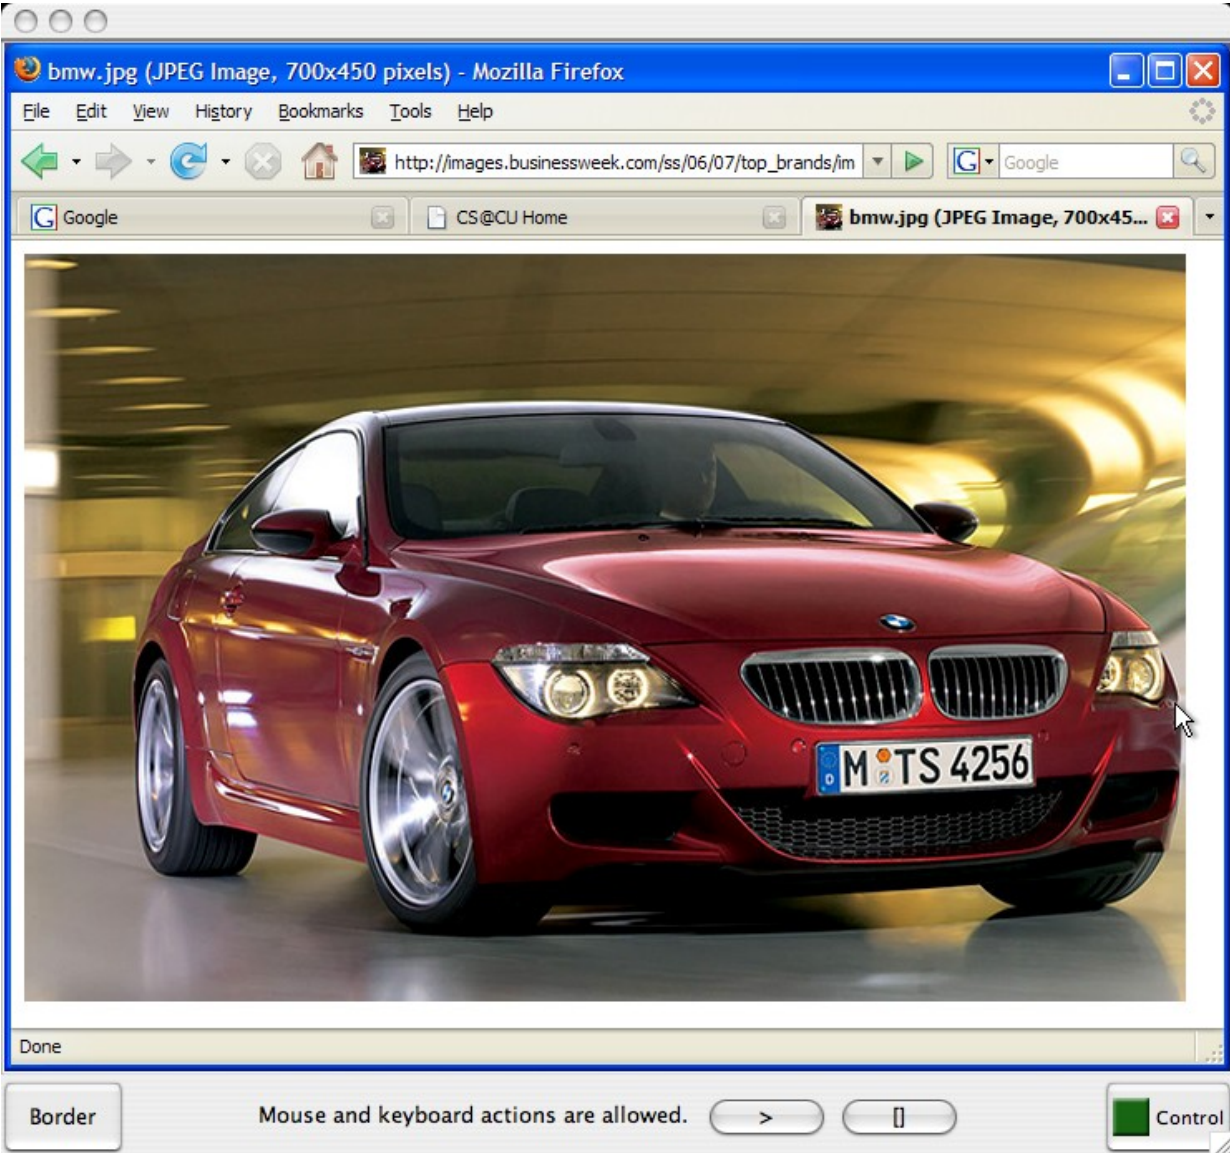 bmw.jpg (JPEG Image, 700x450 pixels) - Mozilla Firefox
File Edit View History Bookmarks Tools Help
http://images.businessweek.com/ss/06/07/top_brands/im G Google
G Google CS@CU Home bmw.jpg (JPEG Image, 700x45...
D M TS 4256
Done
Border Mouse and keyboard actions are allowed. > [] Control